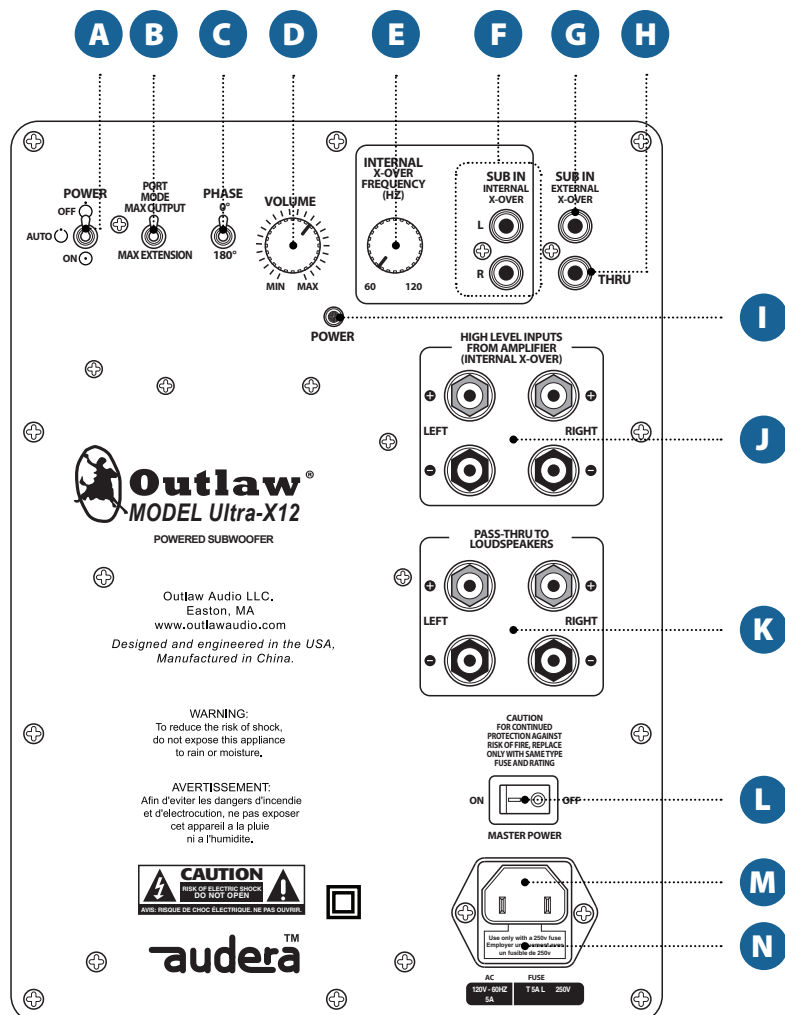 A B C D E F G H
POWER
OFF
AUTO
ON
PORT
MODE
MAX OUTPUT
MAX EXTENSION
PHASE
0°
180°
VOLUME
MIN MAX
INTERNAL
X-OVER
FREQUENCY
(HZ)
60 120
SUB IN
INTERNAL
X-OVER
L
R
SUB IN
EXTERNAL
X-OVER
THRU
I
POWER
HIGH LEVEL INPUTS
FROM AMPLIFIER
(INTERNAL X-OVER)
+ +
LEFT RIGHT
- -
J
Outlaw®
MODEL Ultra-X12
POWERED SUBWOOFER
PASS-THRU TO
LOUDSPEAKERS
+ +
LEFT RIGHT
- -
K
Outlaw Audio LLC.
Easton, MA
www.outlawaudio.com
Designed and engineered in the USA,
Manufactured in China.
WARNING:
To reduce the risk of shock,
do not expose this appliance
to rain or moisture.
AVERTISSEMENT:
Afin d'eviter les dangers d'incendie
et d'electrocution, ne pas exposer
cet appareil a la pluie
ni a l'humidite.
CAUTION
FOR CONTINUED
PROTECTION AGAINST
RISK OF FIRE, REPLACE
ONLY WITH SAME TYPE
FUSE AND RATING
ON OFF
L
MASTER POWER
CAUTION
RISK OF ELECTRIC SHOCK
DO NOT OPEN
AVIS: RISQUE DE CHOC ÉLECTRIQUE. NE PAS OUVRIR.
audera™
M
Use only with a 250v fuse
Employer uniquement avec
un fusible de 250v
N
AC FUSE
120V - 60HZ T 5A L 250V
5A